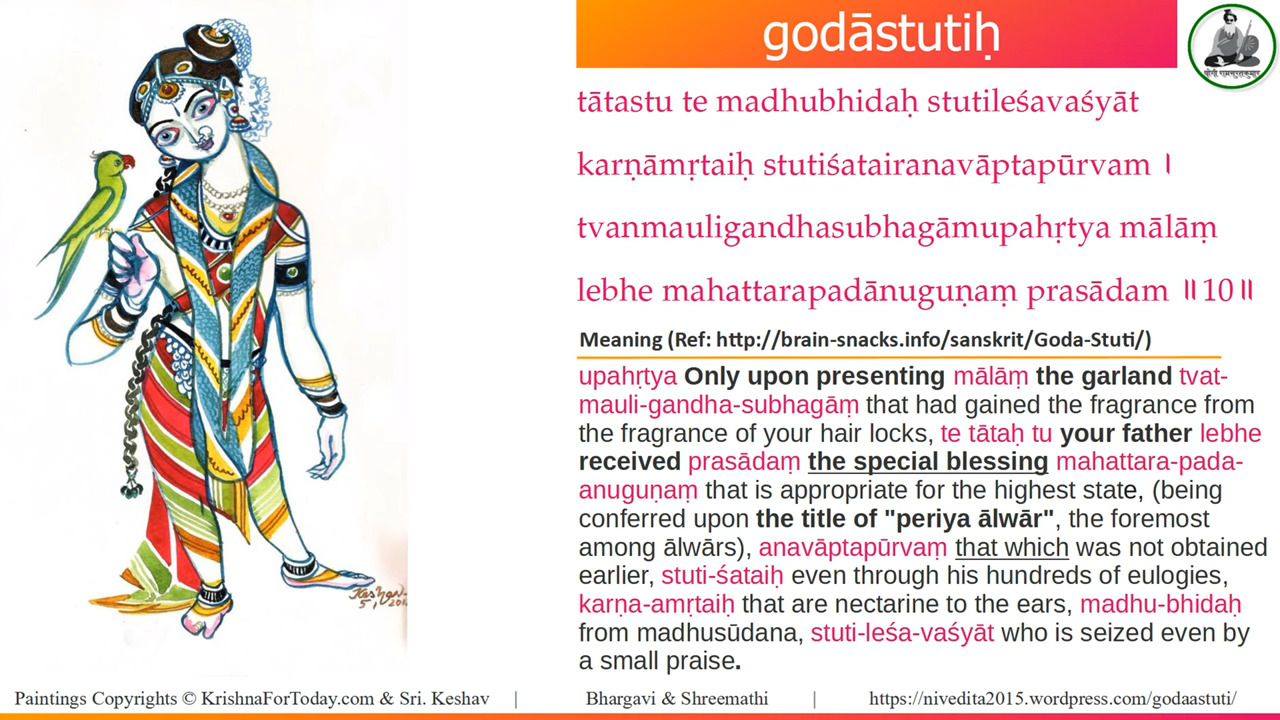 godāstutiḥ
योगी रामसुरतकुमार
tātastu te madhubhidaḥ stutileśavaśyāt
karṇāmṛtaiḥ stutiśatairanavāptapūrvam ।
tvanmauligandhasubhagāmupahṛtya mālāṃ
lebhe mahattarapadānuguṇaṃ prasādam ॥10॥
Meaning (Ref: http://brain-snacks.info/sanskrit/Goda-Stuti/)
upahṛtya Only upon presenting mālāṃ the garland tvat-
mauli-gandha-subhagāṃ that had gained the fragrance from
the fragrance of your hair locks, te tātaḥ tu your father lebhe
received prasādaṃ the special blessing mahattara-pada-
anuguṇaṃ that is appropriate for the highest state, (being
conferred upon the title of "periya ālwār", the foremost
among ālwārs), anavāptapūrvaṃ that which was not obtained
earlier, stuti-śataiḥ even through his hundreds of eulogies,
karṇa-amṛtaiḥ that are nectarine to the ears, madhu-bhidaḥ
from madhusūdana, stuti-leśa-vaśyāt who is seized even by
a small praise.
Keshav
Paintings Copyrights © KrishnaForToday.com & Sri. Keshav | Bhargavi & Shreemathi | https://nivedita2015.wordpress.com/godaastuti/